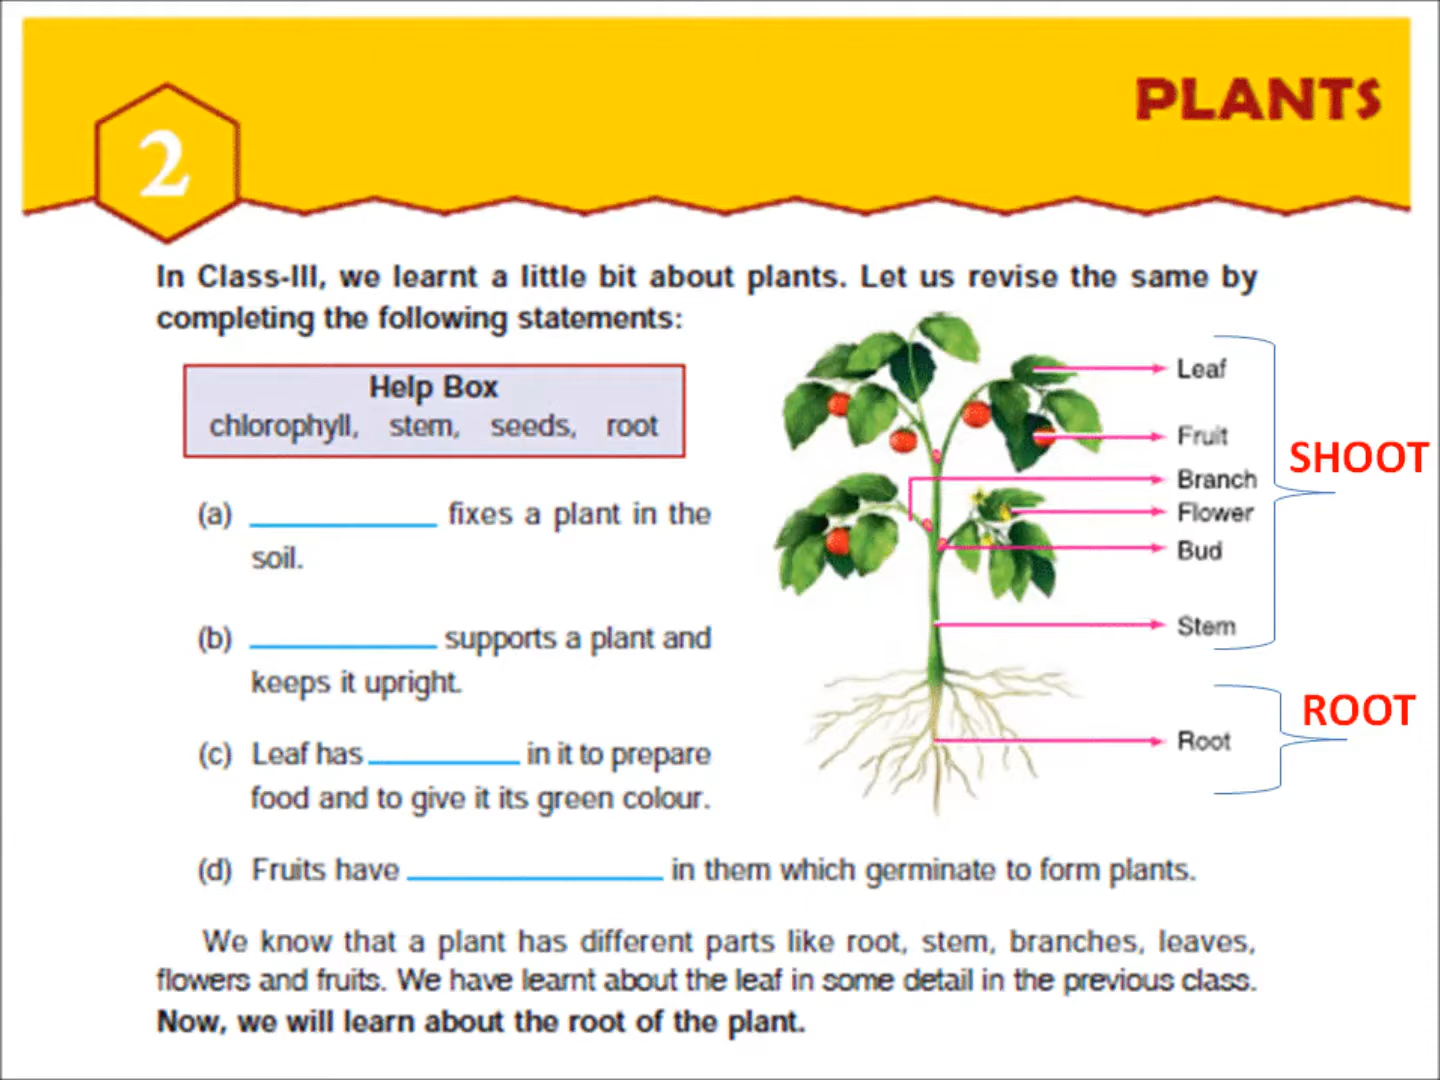 PLANTS
2
In Class-III, we learnt a little bit about plants. Let us revise the same by
completing the following statements:
Help Box
chlorophyll, stem, seeds, root
(a) __________ fixes a plant in the
soil.
(b) __________ supports a plant and
keeps it upright.
(c) Leaf has __________ in it to prepare
food and to give it its green colour.
(d) Fruits have __________ in them which germinate to form plants.
Leaf
Fruit
Branch
Flower
Bud
Stem
Root
SHOOT
ROOT
We know that a plant has different parts like root, stem, branches, leaves,
flowers and fruits. We have learnt about the leaf in some detail in the previous class.
Now, we will learn about the root of the plant.